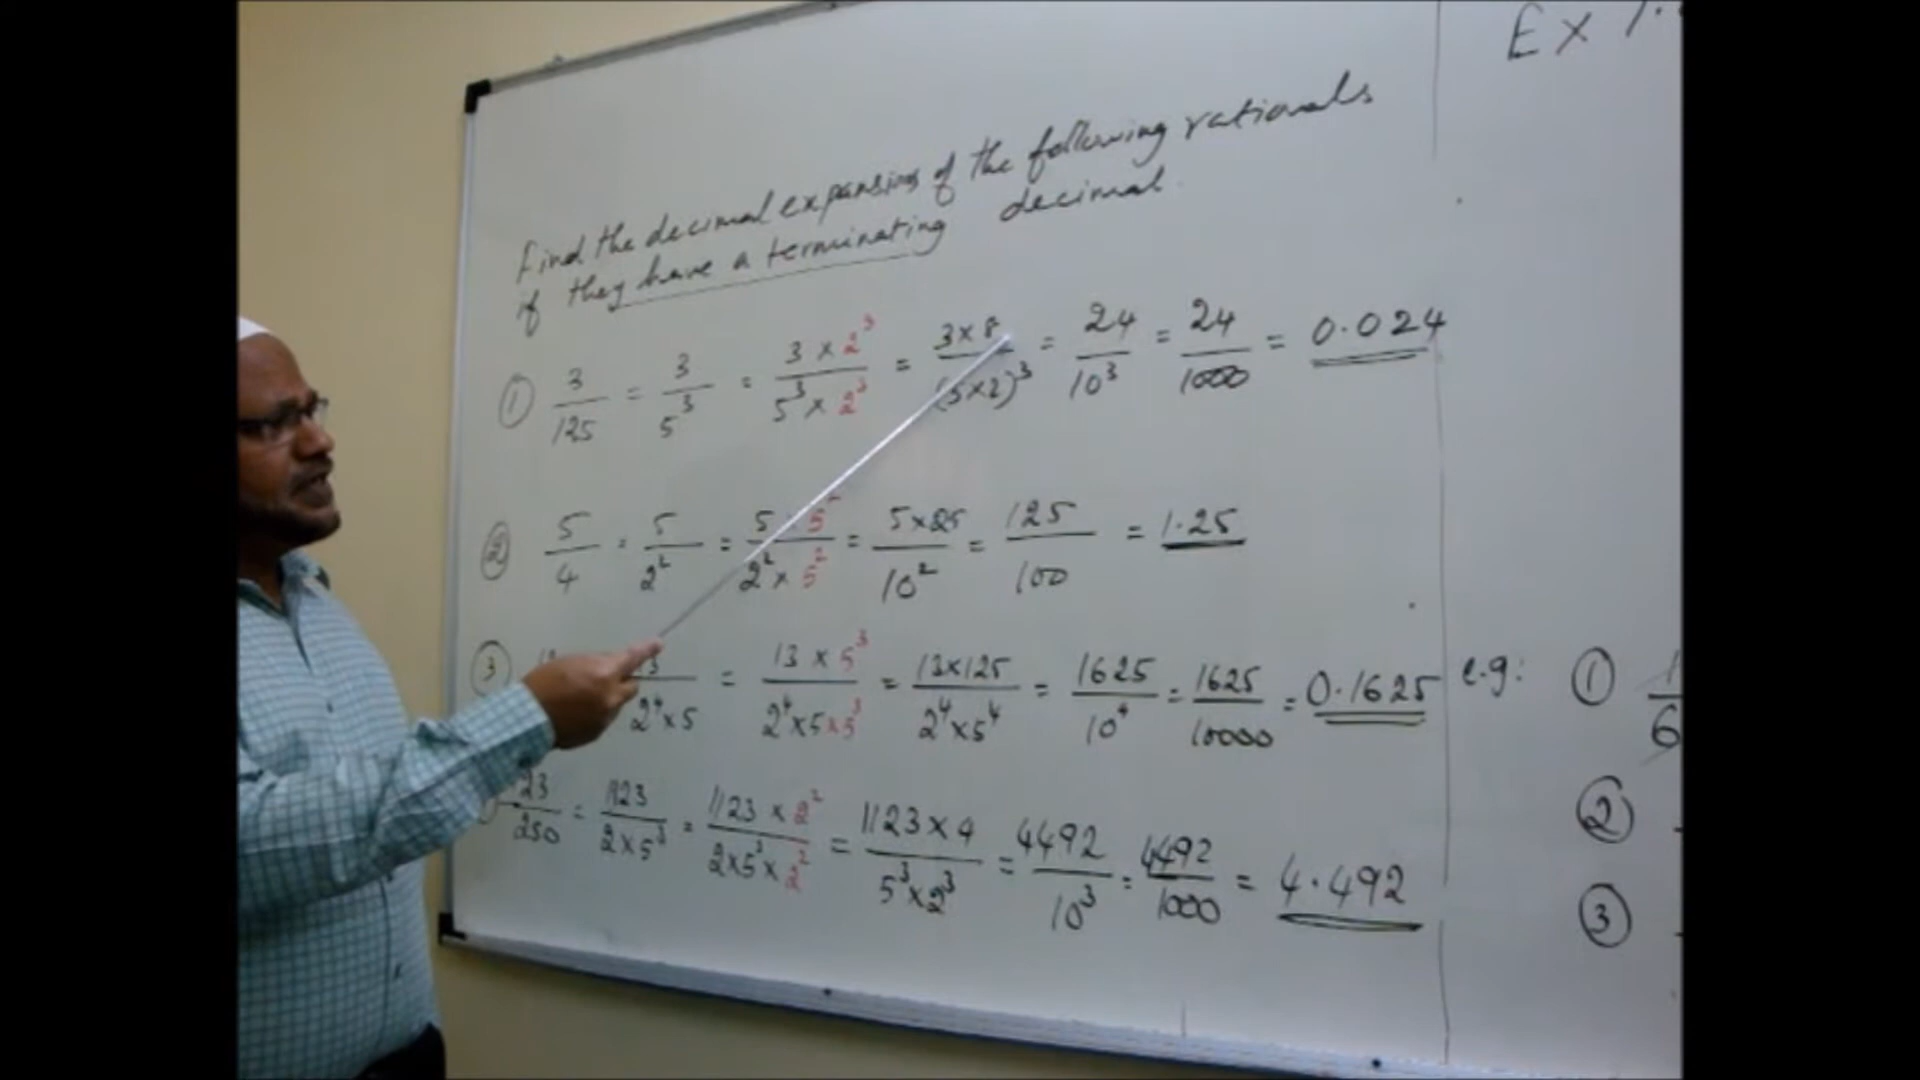 Ex 1.
Find the decimal expansions of the following rationals
if they have a terminating decimal.
① 3/125 = 3/5³ = 3 × 2³/5³ × 2³ = 3×8/(5×2)³ = 24/10³ = 24/1000 = 0.024
② 5/4 = 5/2² = 5 × 5²/2² × 5² = 5×25/10² = 125/100 = 1.25
③ 13/2⁴×5 = 13 × 5³/2⁴×5×5³ = 13×125/2⁴×5⁴ = 1625/10⁴ = 1625/10000 = 0.1625
23/250 = 1123/2×5³ = 1123 × 2²/2×5³×2² = 1123×4/5³×2³ = 4492/10³ = 4492/1000 = 4.492
e.g: ① 1/6
②
③